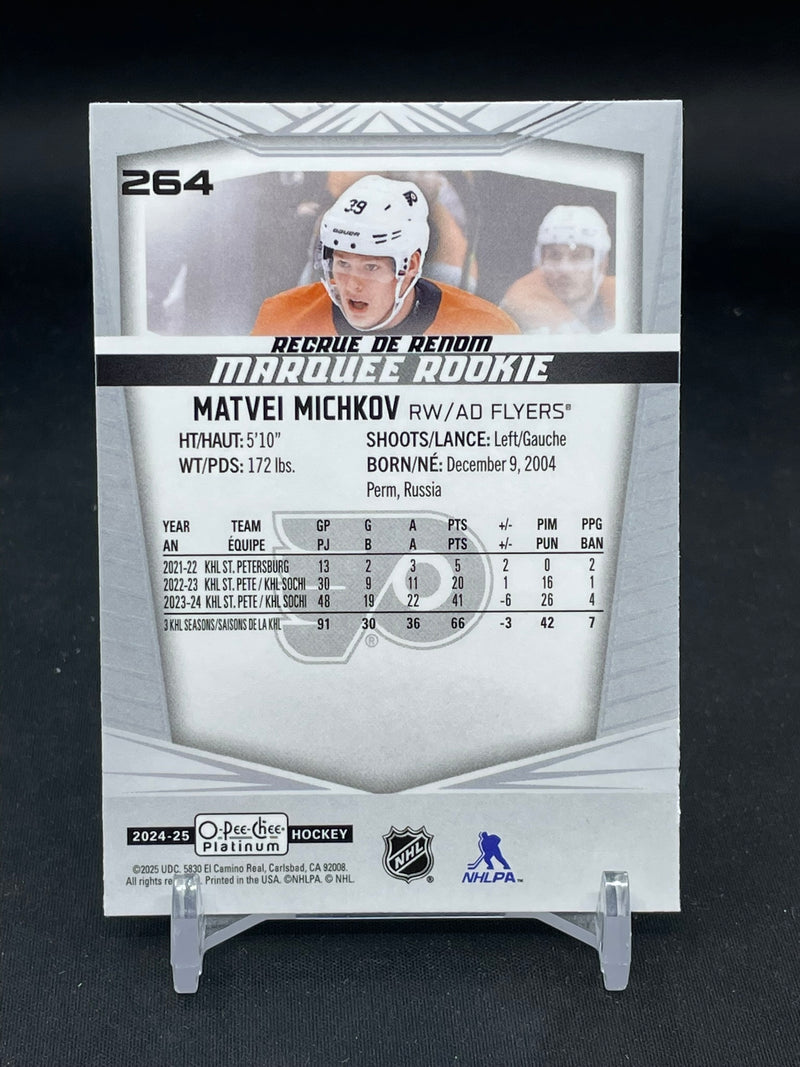 264
39
BAUER
RECRUE DE RENOM
MARQUEE ROOKIE
MATVEI MICHKOV RW/AD FLYERS®
HT/HAUT: 5'10" SHOOTS/LANCE: Left/Gauche
WT/PDS: 172 lbs. BORN/NÉ: December 9, 2004
Perm, Russia
YEAR TEAM GP G A PTS +/- PIM PPG
AN ÉQUIPE PJ B A PTS +/- PUN BAN
2021-22 KHL ST. PETERSBURG 13 2 3 5 2 0 2
2022-23 KHL ST. PETE / KHL SOCHI 30 9 11 20 1 16 1
2023-24 KHL ST. PETE / KHL SOCHI 48 19 22 41 -6 26 4
3 KHL SEASONS/SAISONS DE LA KHL 91 30 36 66 -3 42 7
®
2024-25 O-Pee-Chee® Platinum HOCKEY
NHL ®
NHLPA™
©2025 UDC. 5830 El Camino Real, Carlsbad, CA 92008.
All rights reserved. Printed in the USA. ©NHLPA. © NHL.